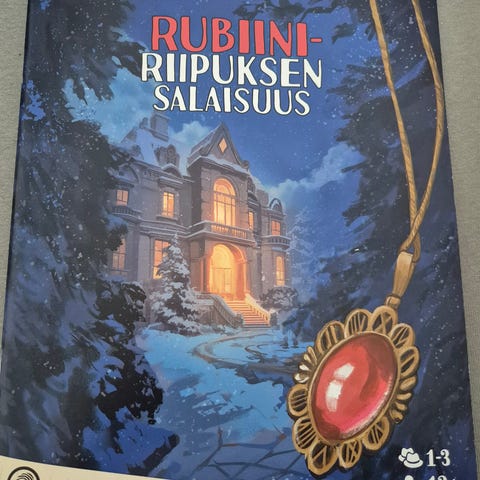 RUBIINI-
RIIPUKSEN
SALAISUUS
1-3